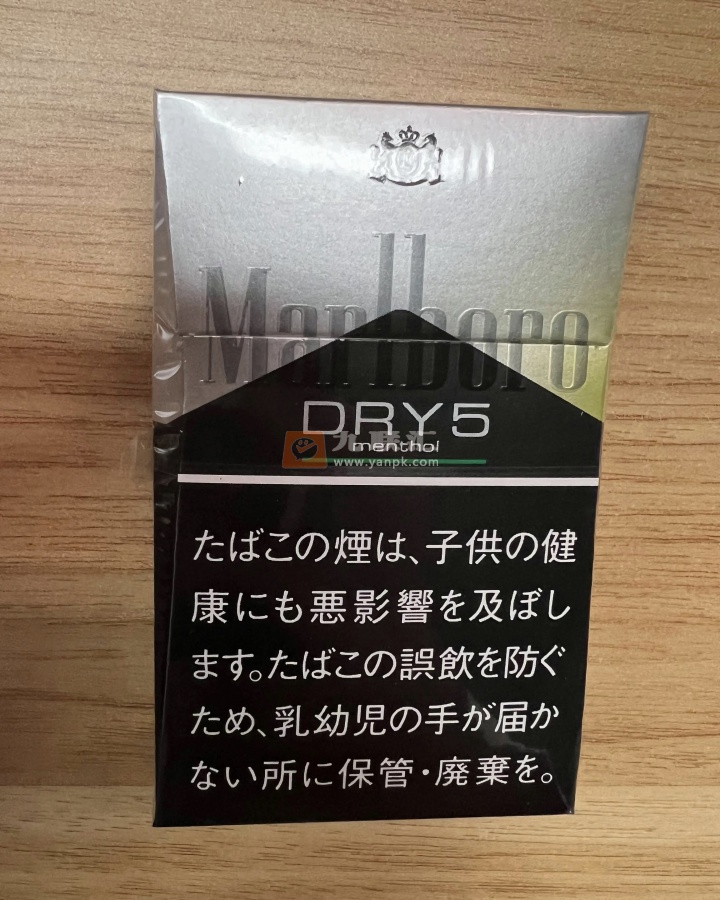 Marlboro
DRY5
menthol
www.yanpk.com
たばこの煙は、子供の健
康にも悪影響を及ぼし
ます。たばこの誤飲を防ぐ
ため、乳幼児の手が届か
ない所に保管・廃棄を。